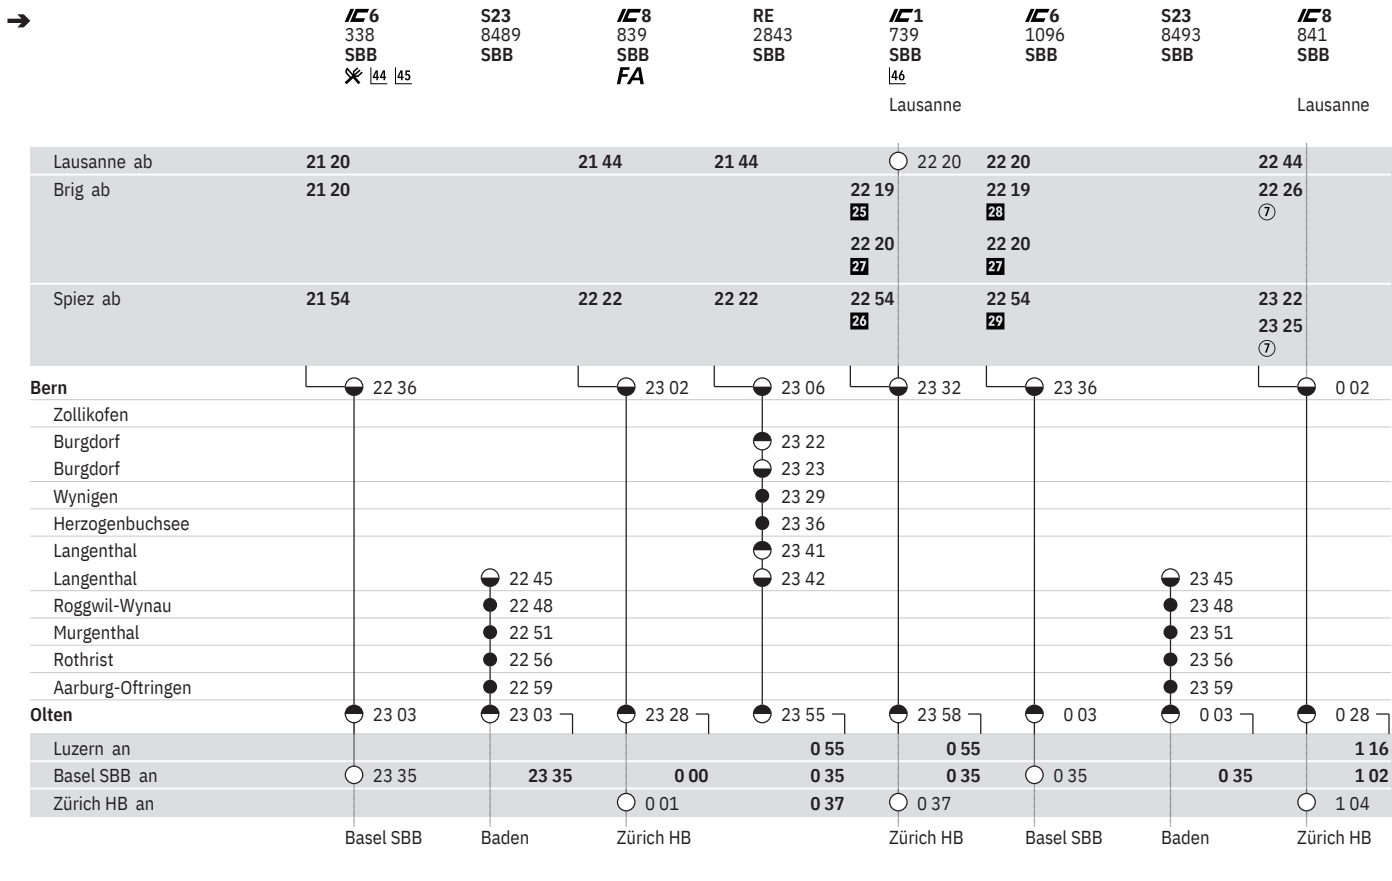 ➔ IC6 S23 IC8 RE IC1 IC6 S23 IC8
338 8489 839 2843 739 1096 8493 841
SBB SBB SBB SBB SBB SBB SBB SBB
44 45 FA 46
Lausanne Lausanne
Lausanne ab 21 20 21 44 21 44 22 20 22 20 22 44
Brig ab 21 20 22 19 22 19 22 26
25 28 7
22 20 22 20
27 27
Spiez ab 21 54 22 22 22 22 22 54 22 54 23 22
26 29 23 25
7
Bern 22 36 23 02 23 06 23 32 23 36 0 02
Zollikofen
Burgdorf 23 22
Burgdorf 23 23
Wynigen 23 29
Herzogenbuchsee 23 36
Langenthal 23 41
Langenthal 22 45 23 42 23 45
Roggwil-Wynau 22 48 23 48
Murgenthal 22 51 23 51
Rothrist 22 56 23 56
Aarburg-Oftringen 22 59 23 59
Olten 23 03 23 03 23 28 23 55 23 58 0 03 0 03 0 28
Luzern an 0 55 0 55 1 16
Basel SBB an 23 35 23 35 0 00 0 35 0 35 0 35 0 35 1 02
Zürich HB an 0 01 0 37 0 37 1 04
Basel SBB Baden Zürich HB Zürich HB Basel SBB Baden Zürich HB